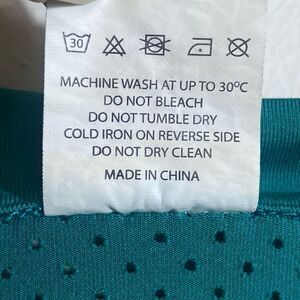 30
MACHINE WASH AT UP TO 30ºC
DO NOT BLEACH
DO NOT TUMBLE DRY
COLD IRON ON REVERSE SIDE
DO NOT DRY CLEAN
MADE IN CHINA